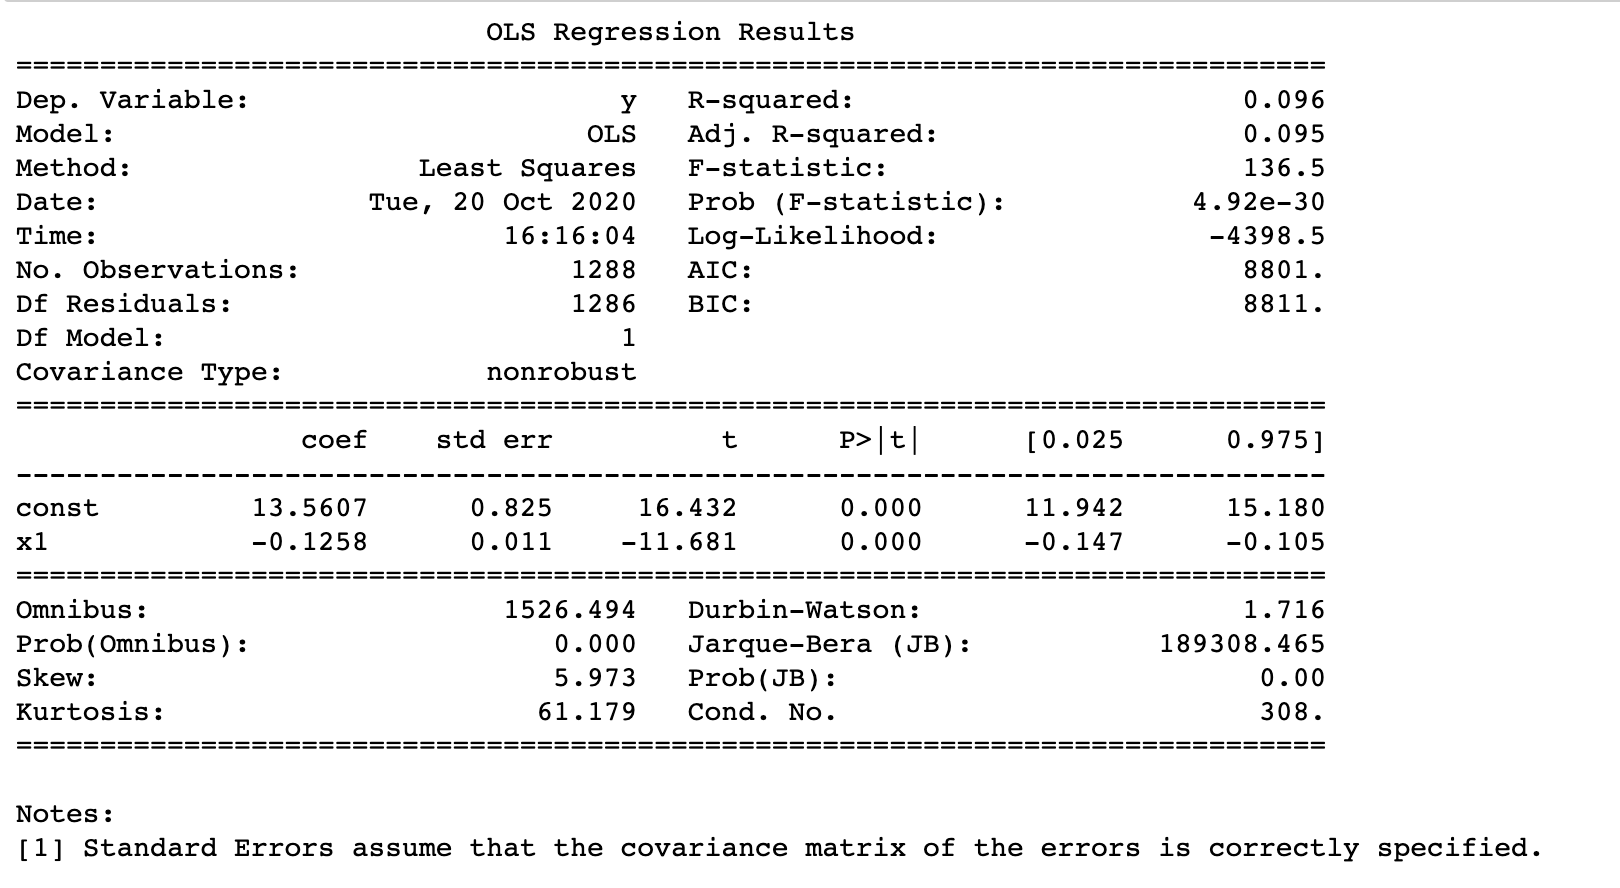 OLS Regression Results
==============================================================================
Dep. Variable:                      y   R-squared:                       0.096
Model:                            OLS   Adj. R-squared:                  0.095
Method:                 Least Squares   F-statistic:                     136.5
Date:                Tue, 20 Oct 2020   Prob (F-statistic):           4.92e-30
Time:                        16:16:04   Log-Likelihood:                -4398.5
No. Observations:                1288   AIC:                             8801.
Df Residuals:                    1286   BIC:                             8811.
Df Model:                           1
Covariance Type:            nonrobust
==============================================================================
                 coef    std err          t      P>|t|      [0.025      0.975]
------------------------------------------------------------------------------
const         13.5607      0.825     16.432      0.000      11.942      15.180
x1            -0.1258      0.011    -11.681      0.000      -0.147      -0.105
==============================================================================
Omnibus:                     1526.494   Durbin-Watson:                   1.716
Prob(Omnibus):                  0.000   Jarque-Bera (JB):           189308.465
Skew:                           5.973   Prob(JB):                         0.00
Kurtosis:                      61.179   Cond. No.                         308.
==============================================================================
Notes:
[1] Standard Errors assume that the covariance matrix of the errors is correctly specified.